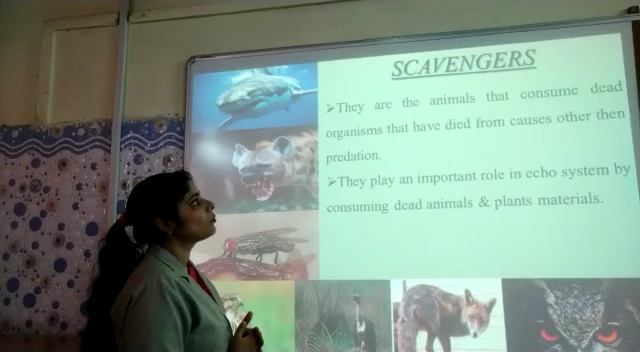 SCAVENGERS
➢They are the animals that consume dead
organisms that have died from causes other then
predation.
➢They play an important role in echo system by
consuming dead animals & plants materials.